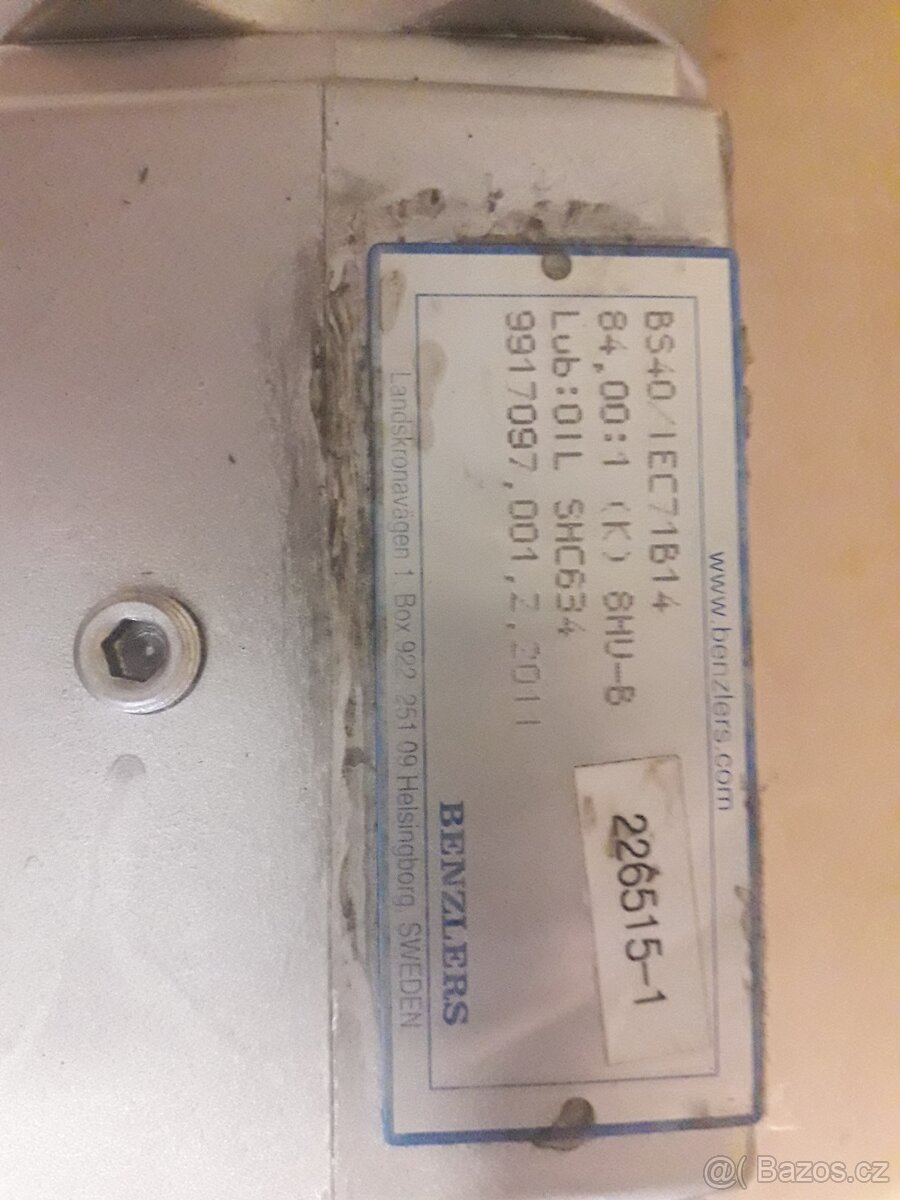 www.benzlers.com
BS40/IEC71B14
84,00:1 (K) 8HU-B
Lub:OIL SHC634
9917097,001,2,2011
226515-1
BENZLERS
Landskronavägen 1 Box 922 251 09 Helsingborg, SWEDEN
@( Bazos.cz